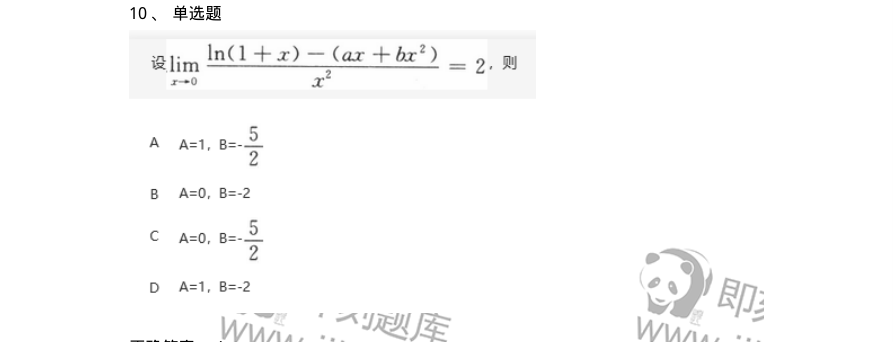 10 、 单选题
设 lim x→0 ln(1+x)−(ax+bx²) / x² = 2，则
A A=1，B=-5/2
B A=0，B=-2
C A=0，B=-5/2
D A=1，B=-2